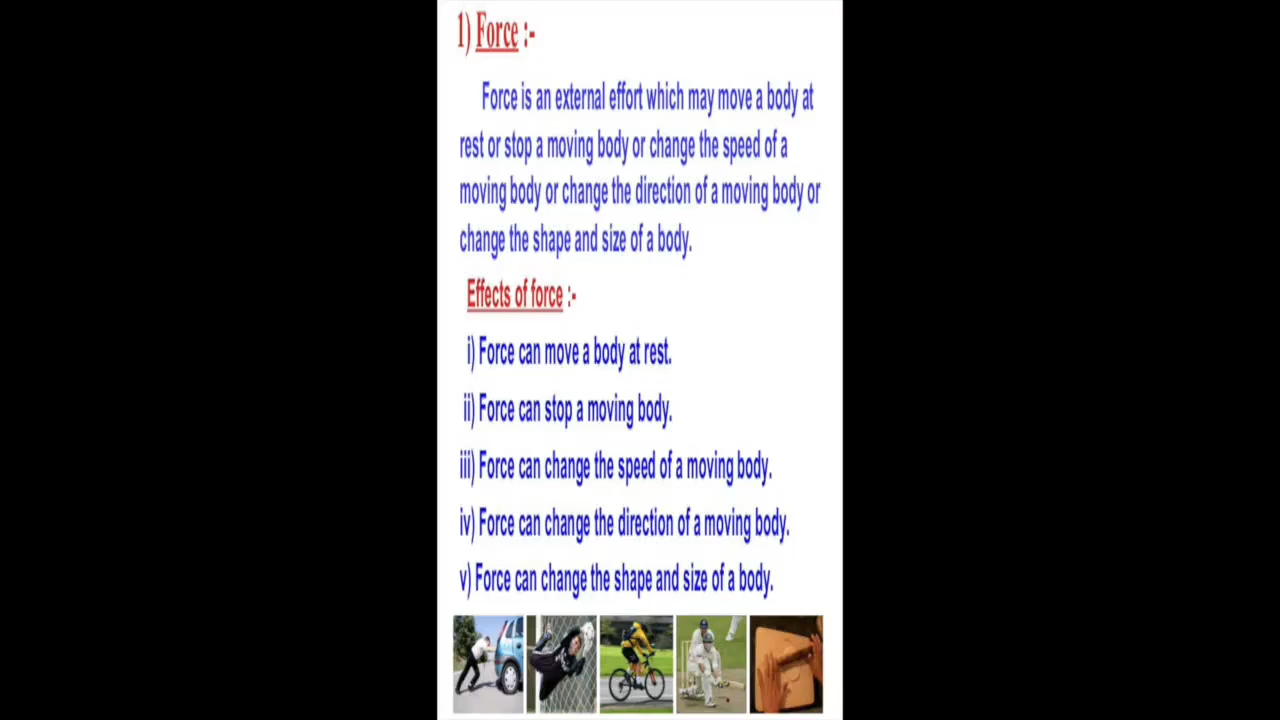 1) Force :-
Force is an external effort which may move a body at
rest or stop a moving body or change the speed of a
moving body or change the direction of a moving body or
change the shape and size of a body.
Effects of force :-
i) Force can move a body at rest.
ii) Force can stop a moving body.
iii) Force can change the speed of a moving body.
iv) Force can change the direction of a moving body.
v) Force can change the shape and size of a body.